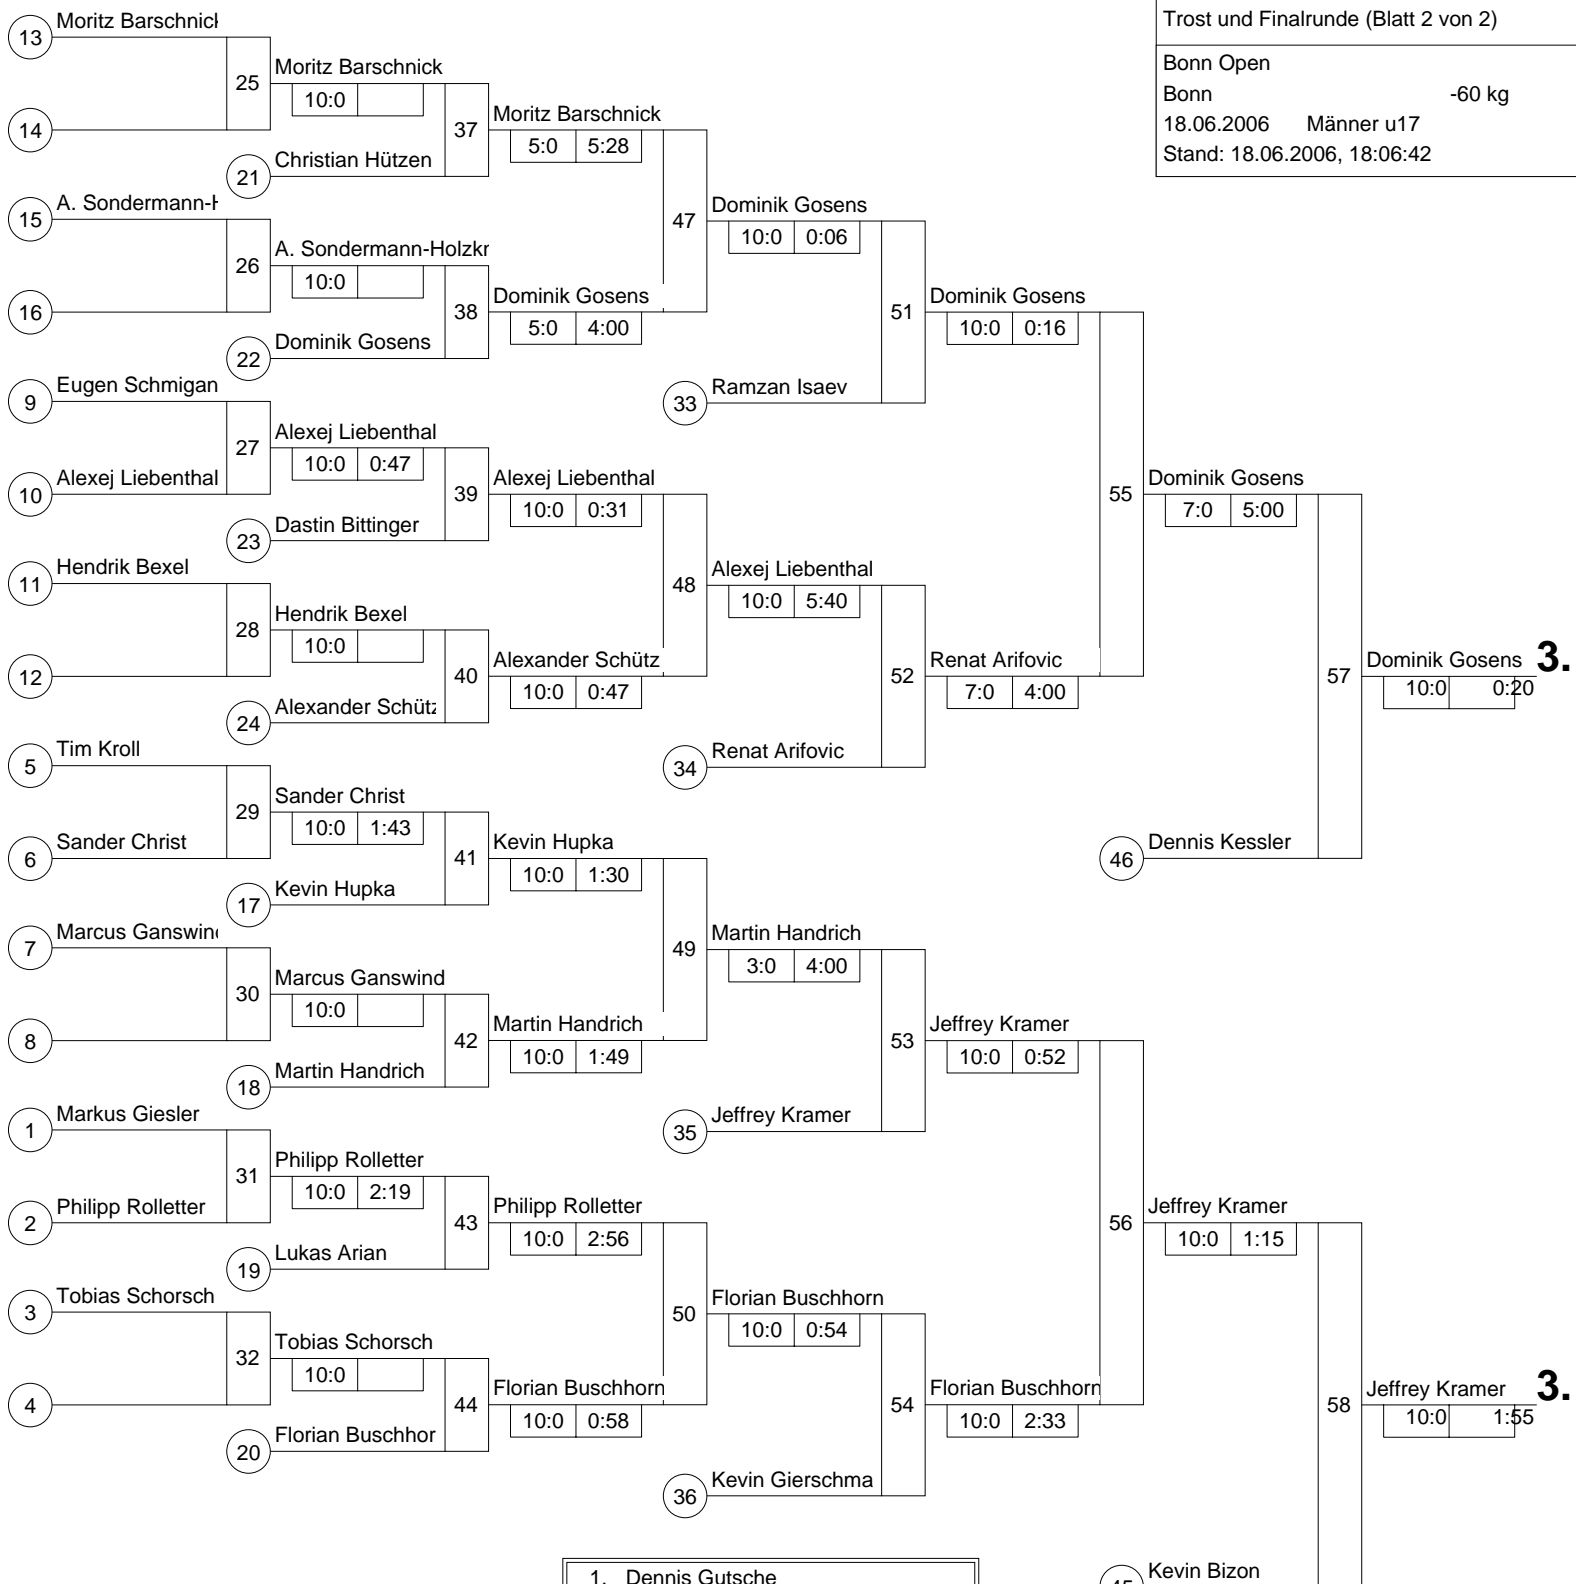 Trost und Finalrunde (Blatt 2 von 2)
Bonn Open
Bonn -60 kg
18.06.2006 Männer u17
Stand: 18.06.2006, 18:06:42
13 Moritz Barschnick
25
14
Moritz Barschnick
10:0
37
21 Christian Hützen
Moritz Barschnick
5:0 5:28
15 A. Sondermann-H
26
16
A. Sondermann-Holzkr
10:0
38
22 Dominik Gosens
Dominik Gosens
5:0 4:00
47
Dominik Gosens
10:0 0:06
51
33 Ramzan Isaev
Dominik Gosens
10:0 0:16
9 Eugen Schmigan
27
10 Alexej Liebenthal
Alexej Liebenthal
10:0 0:47
39
23 Dastin Bittinger
Alexej Liebenthal
10:0 0:31
11 Hendrik Bexel
28
12
Hendrik Bexel
10:0
40
24 Alexander Schütz
Alexander Schütz
10:0 0:47
48
Alexej Liebenthal
10:0 5:40
52
34 Renat Arifovic
Renat Arifovic
7:0 4:00
55
Dominik Gosens
7:0 5:00
57
46 Dennis Kessler
Dominik Gosens 3.
10:0 0:20
5 Tim Kroll
29
6 Sander Christ
Sander Christ
10:0 1:43
41
17 Kevin Hupka
Kevin Hupka
10:0 1:30
7 Marcus Ganswind
30
8
Marcus Ganswind
10:0
42
18 Martin Handrich
Martin Handrich
10:0 1:49
49
Martin Handrich
3:0 4:00
53
35 Jeffrey Kramer
Jeffrey Kramer
10:0 0:52
1 Markus Giesler
31
2 Philipp Rolletter
Philipp Rolletter
10:0 2:19
43
19 Lukas Arian
Philipp Rolletter
10:0 2:56
3 Tobias Schorsch
32
4
Tobias Schorsch
10:0
44
20 Florian Buschhor
Florian Buschhorn
10:0 0:58
50
Florian Buschhorn
10:0 0:54
54
36 Kevin Gierschma
Florian Buschhorn
10:0 2:33
56
Jeffrey Kramer
10:0 1:15
58
45 Kevin Bizon
Jeffrey Kramer 3.
10:0 1:55
1. Dennis Gutsche